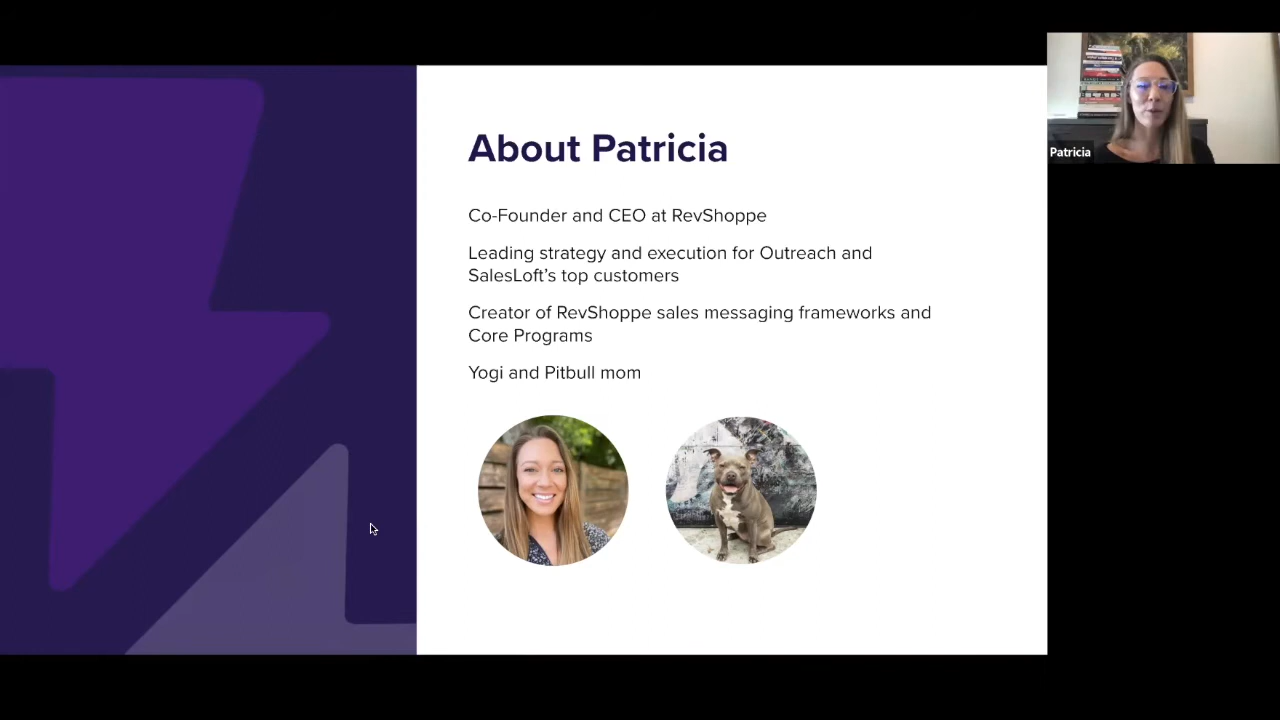 About Patricia
Co-Founder and CEO at RevShoppe
Leading strategy and execution for Outreach and
SalesLoft's top customers
Creator of RevShoppe sales messaging frameworks and
Core Programs
Yogi and Pitbull mom
Patricia